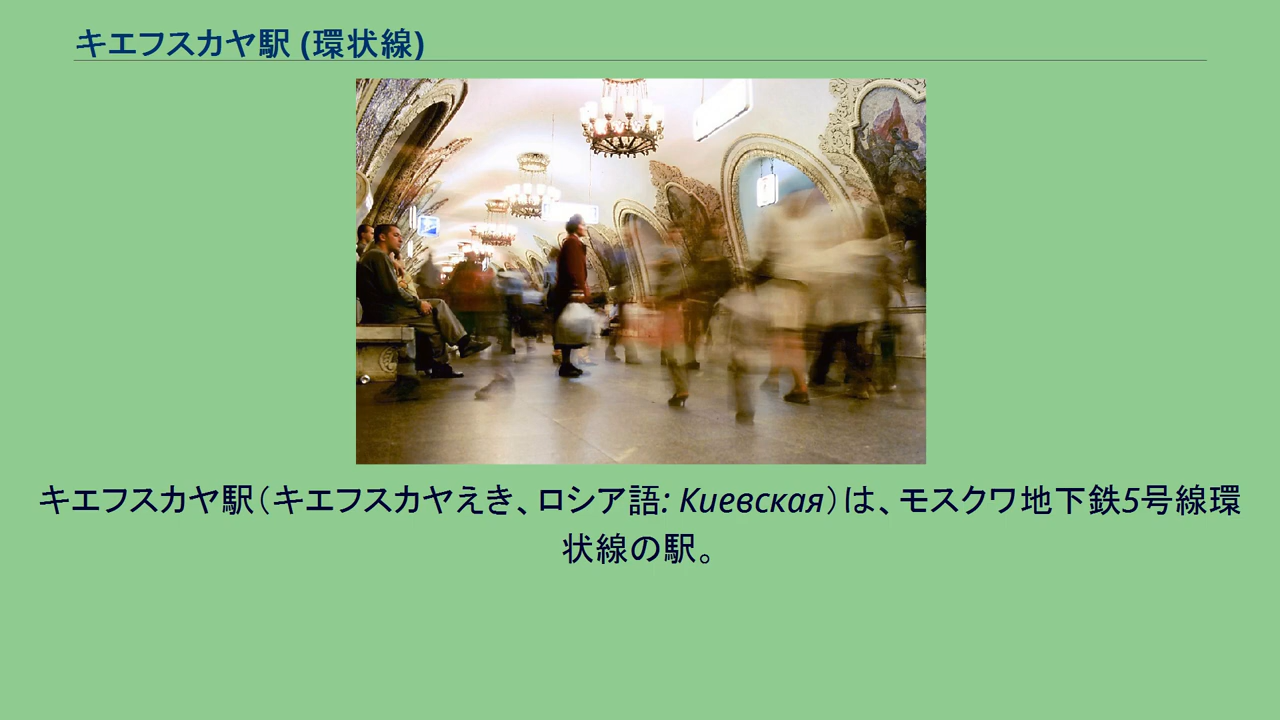 キエフスカヤ駅 (環状線)
キエフスカヤ駅（キエフスカヤえき、ロシア語: Киевская）は、モスクワ地下鉄5号線環
状線の駅。